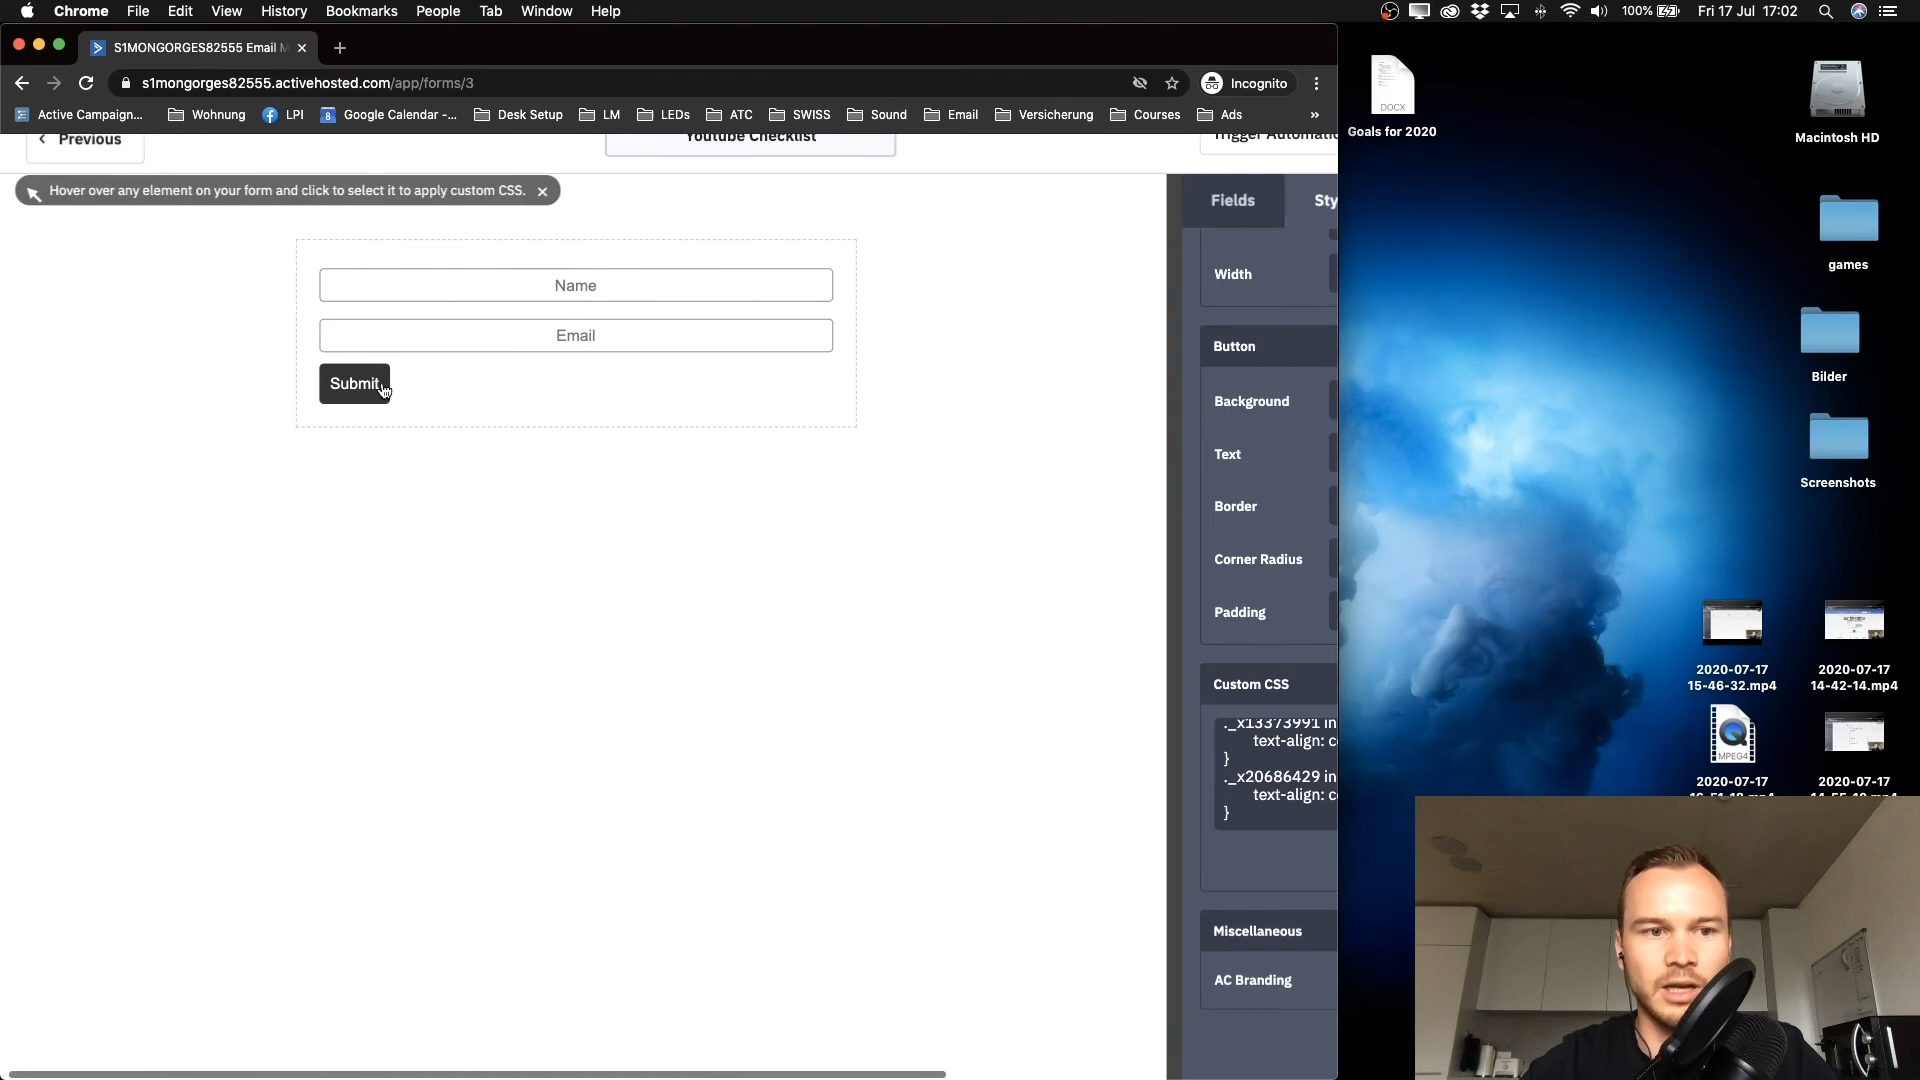 Chrome File Edit View History Bookmarks People Tab Window Help
100% Fri 17 Jul 17:02
S1MONGORGES82555 Email M
s1mongorges82555.activehosted.com/app/forms/3
Incognito
Active Campaign... Wohnung LPI 8 Google Calendar -... Desk Setup LM LEDs ATC SWISS Sound Email Versicherung Courses Ads »
Previous
Youtube Checklist
Trigger Automatic
Hover over any element on your form and click to select it to apply custom CSS.
Name
Email
Submit
Fields Sty
Width
Button
Background
Text
Border
Corner Radius
Padding
Custom CSS
._x13373991 in
text-align: c
}
._x20686429 in
text-align: c
}
Miscellaneous
AC Branding
DOCX
Goals for 2020
Macintosh HD
games
Bilder
Screenshots
2020-07-17
15-46-32.mp4
2020-07-17
14-42-14.mp4
MPEG4
2020-07-17
2020-07-17